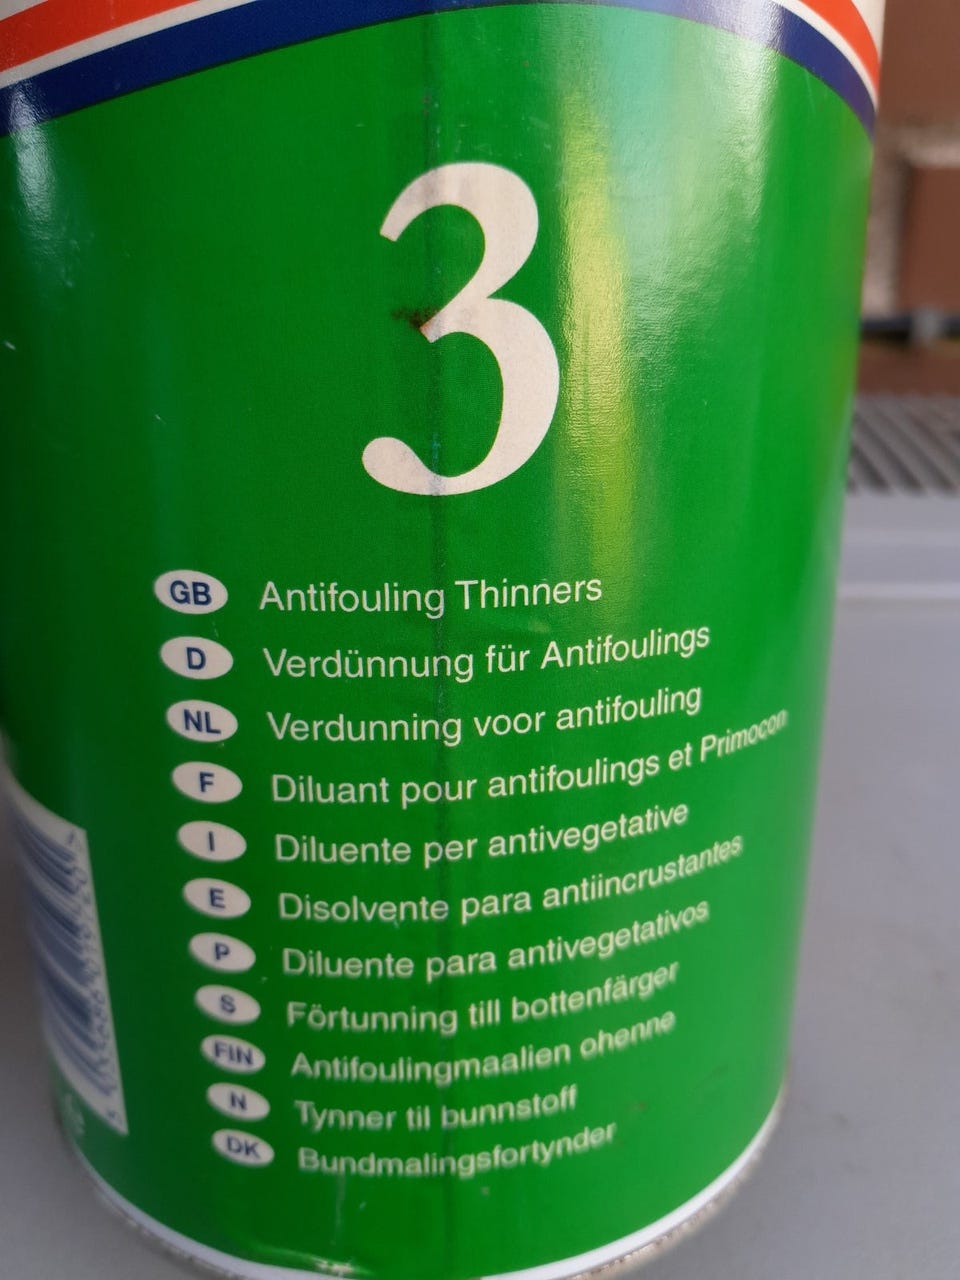 3
GB Antifouling Thinners
D Verdünnung für Antifoulings
NL Verdunning voor antifouling
F Diluant pour antifoulings et Primocon
I Diluente per antivegetative
E Disolvente para antiincrustantes
P Diluente para antivegetativos
S Förtunning till bottenfärger
FIN Antifoulingmaalien ohenne
N Tynner til bunnstoff
DK Bundmalingsfortynder